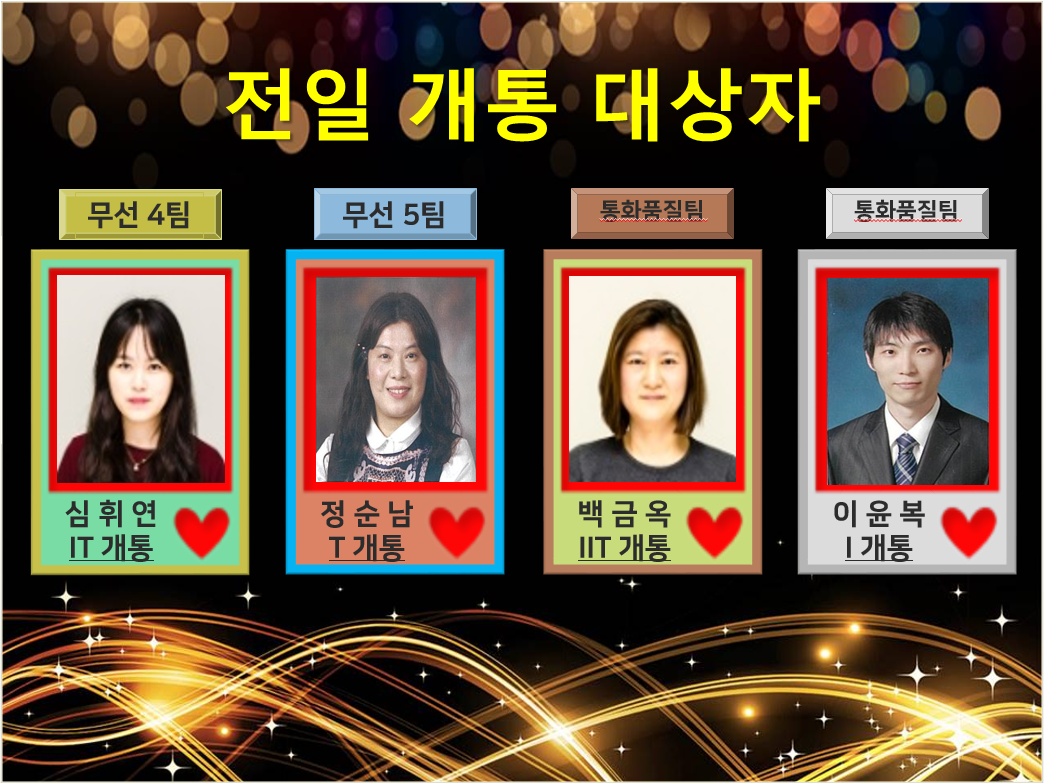 전일 개통 대상자
무선 4팀
무선 5팀
통화품질팀
통화품질팀
심 휘 연
IT 개통
정 순 남
T 개통
백 금 옥
IIT 개통
이 윤 복
I 개통